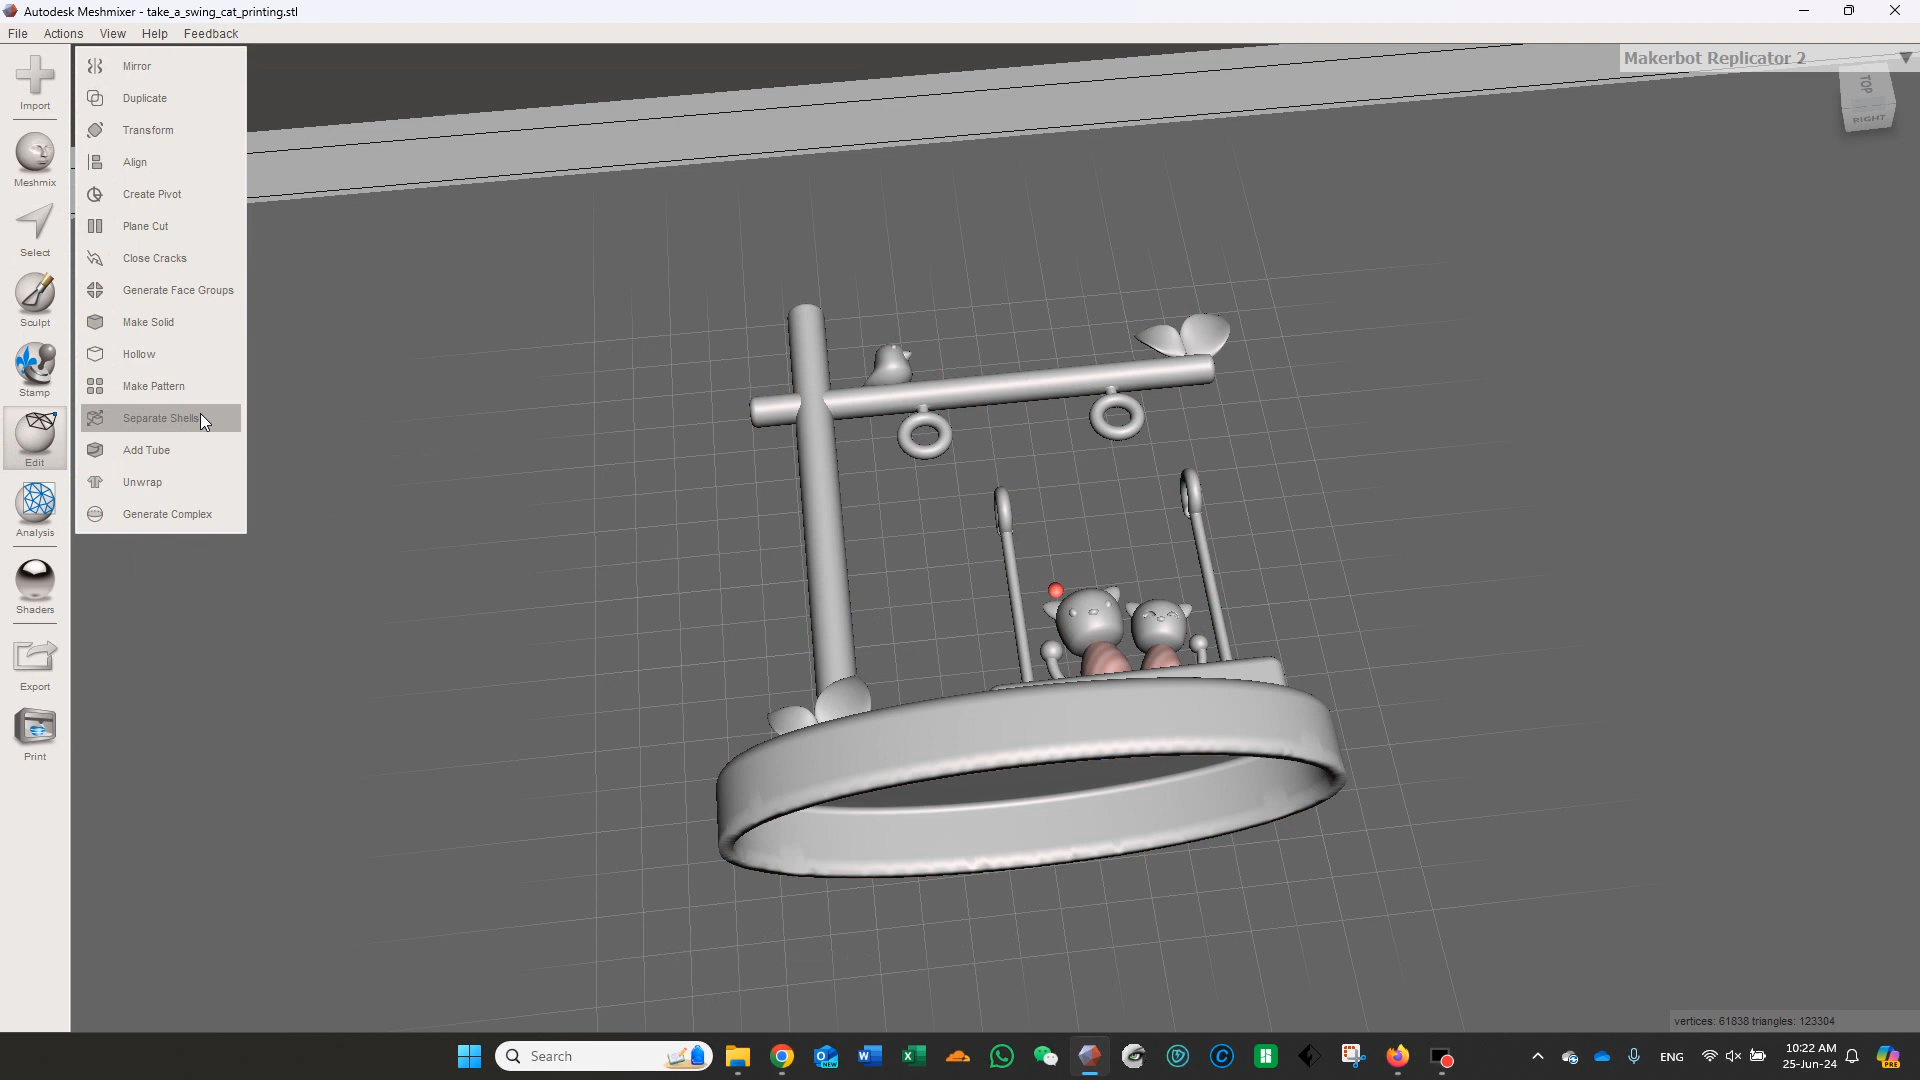 Autodesk Meshmixer - take_a_swing_cat_printing.stl
File Actions View Help Feedback
Makerbot Replicator 2
TOP
RIGHT
Import
Meshmix
Select
Sculpt
Stamp
Edit
Analysis
Shaders
Export
Print
Mirror
Duplicate
Transform
Align
Create Pivot
Plane Cut
Close Cracks
Generate Face Groups
Make Solid
Hollow
Make Pattern
Separate Shells
Add Tube
Unwrap
Generate Complex
vertices: 61838 triangles: 123304
Search
NEW
ENG
10:22 AM
25-Jun-24
PRE